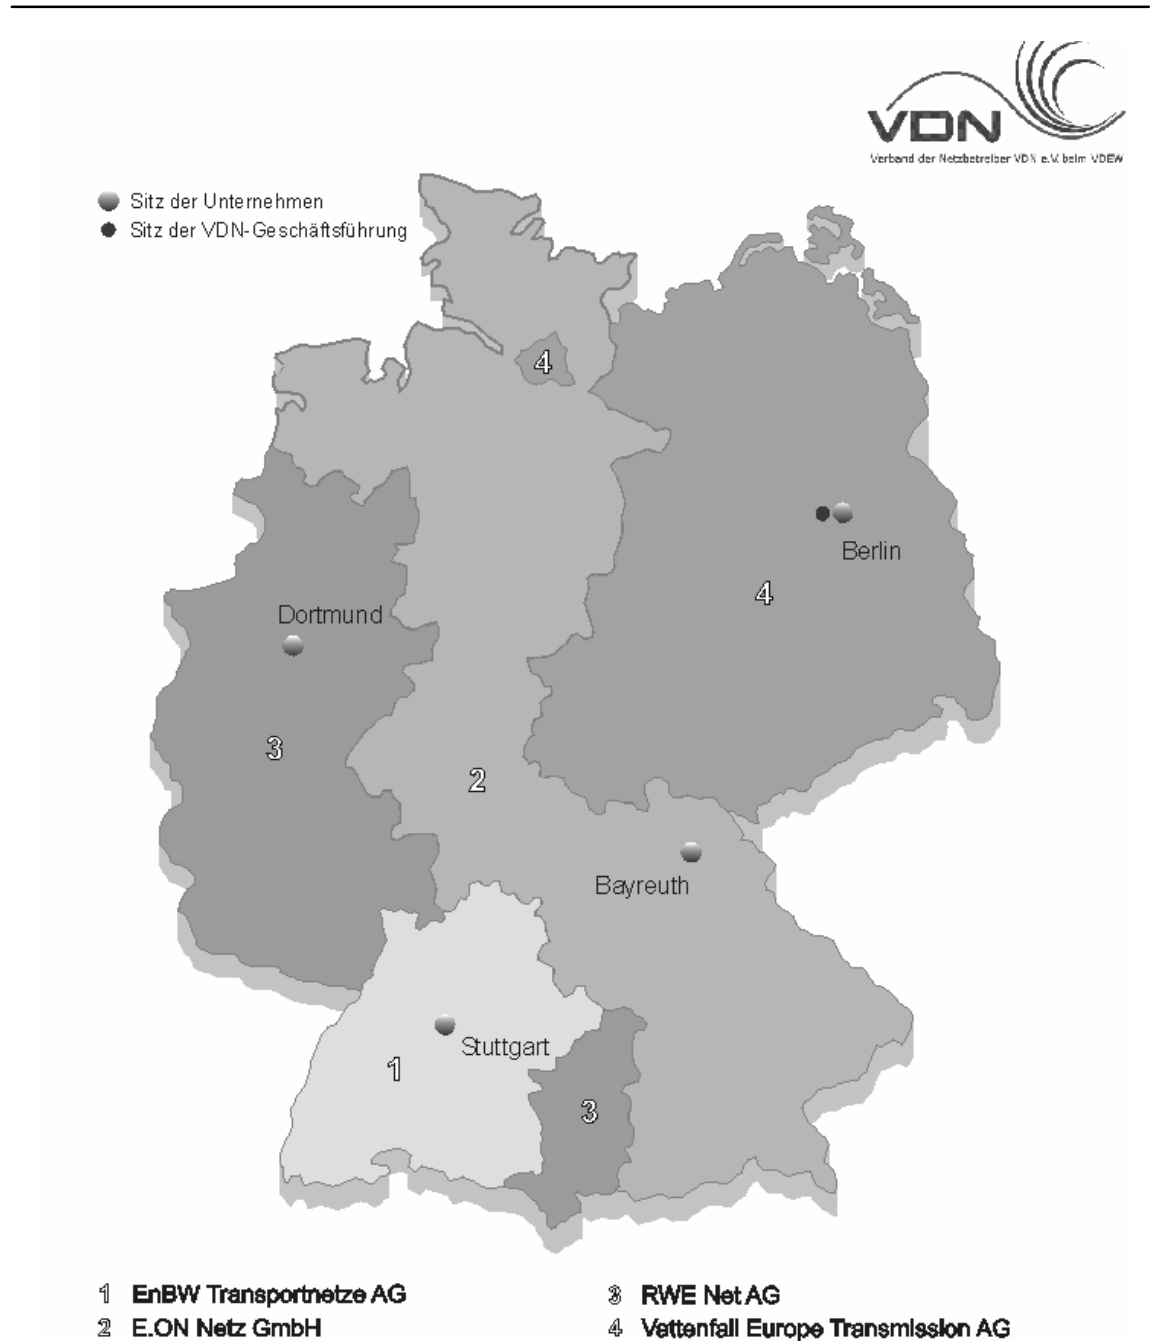 VDN
Verband der Netzbetreiber VDN e.V. beim VDEW
Sitz der Unternehmen
Sitz der VDN-Geschäftsführung
4
Berlin
4
Dortmund
3
2
Bayreuth
Stuttgart
1
3
1 EnBW Transportnetze AG
2 E.ON Netz GmbH
3 RWE Net AG
4 Vattenfall Europe Transmission AG